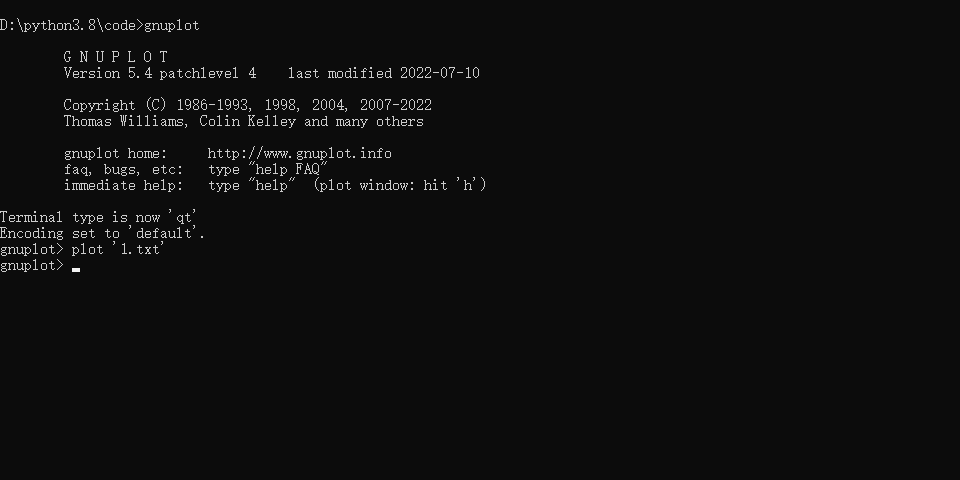 D:\python3.8\code>gnuplot
G N U P L O T
Version 5.4 patchlevel 4    last modified 2022-07-10
Copyright (C) 1986-1993, 1998, 2004, 2007-2022
Thomas Williams, Colin Kelley and many others
gnuplot home:     http://www.gnuplot.info
faq, bugs, etc:   type "help FAQ"
immediate help:   type "help"  (plot window: hit 'h')
Terminal type is now 'qt'
Encoding set to 'default'.
gnuplot> plot '1.txt'
gnuplot>